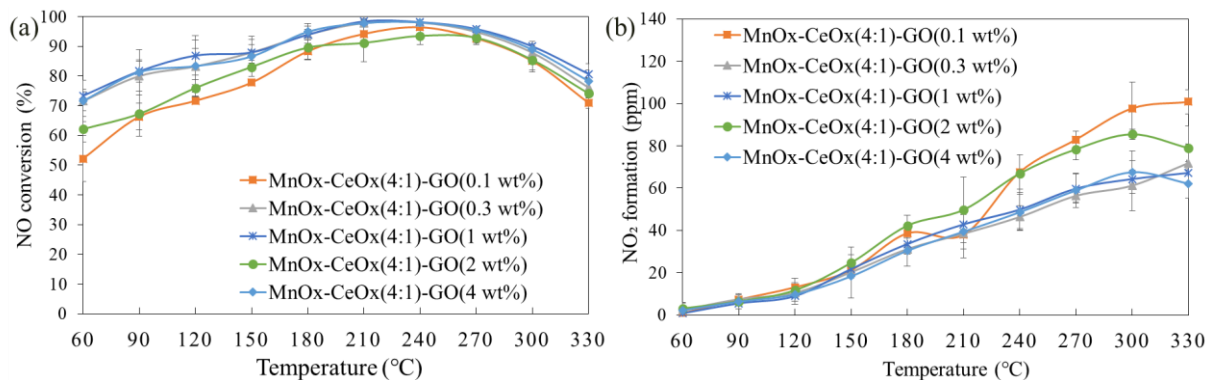 (a)
NO conversion (%)
100
90
80
70
60
50
40
30
20
10
0
MnOx-CeOx(4:1)-GO(0.1 wt%)
MnOx-CeOx(4:1)-GO(0.3 wt%)
MnOx-CeOx(4:1)-GO(1 wt%)
MnOx-CeOx(4:1)-GO(2 wt%)
MnOx-CeOx(4:1)-GO(4 wt%)
60 90 120 150 180 210 240 270 300 330
Temperature (℃)
(b)
NO₂ formation (ppm)
140
120
100
80
60
40
20
0
MnOx-CeOx(4:1)-GO(0.1 wt%)
MnOx-CeOx(4:1)-GO(0.3 wt%)
MnOx-CeOx(4:1)-GO(1 wt%)
MnOx-CeOx(4:1)-GO(2 wt%)
MnOx-CeOx(4:1)-GO(4 wt%)
60 90 120 150 180 210 240 270 300 330
Temperature (℃)